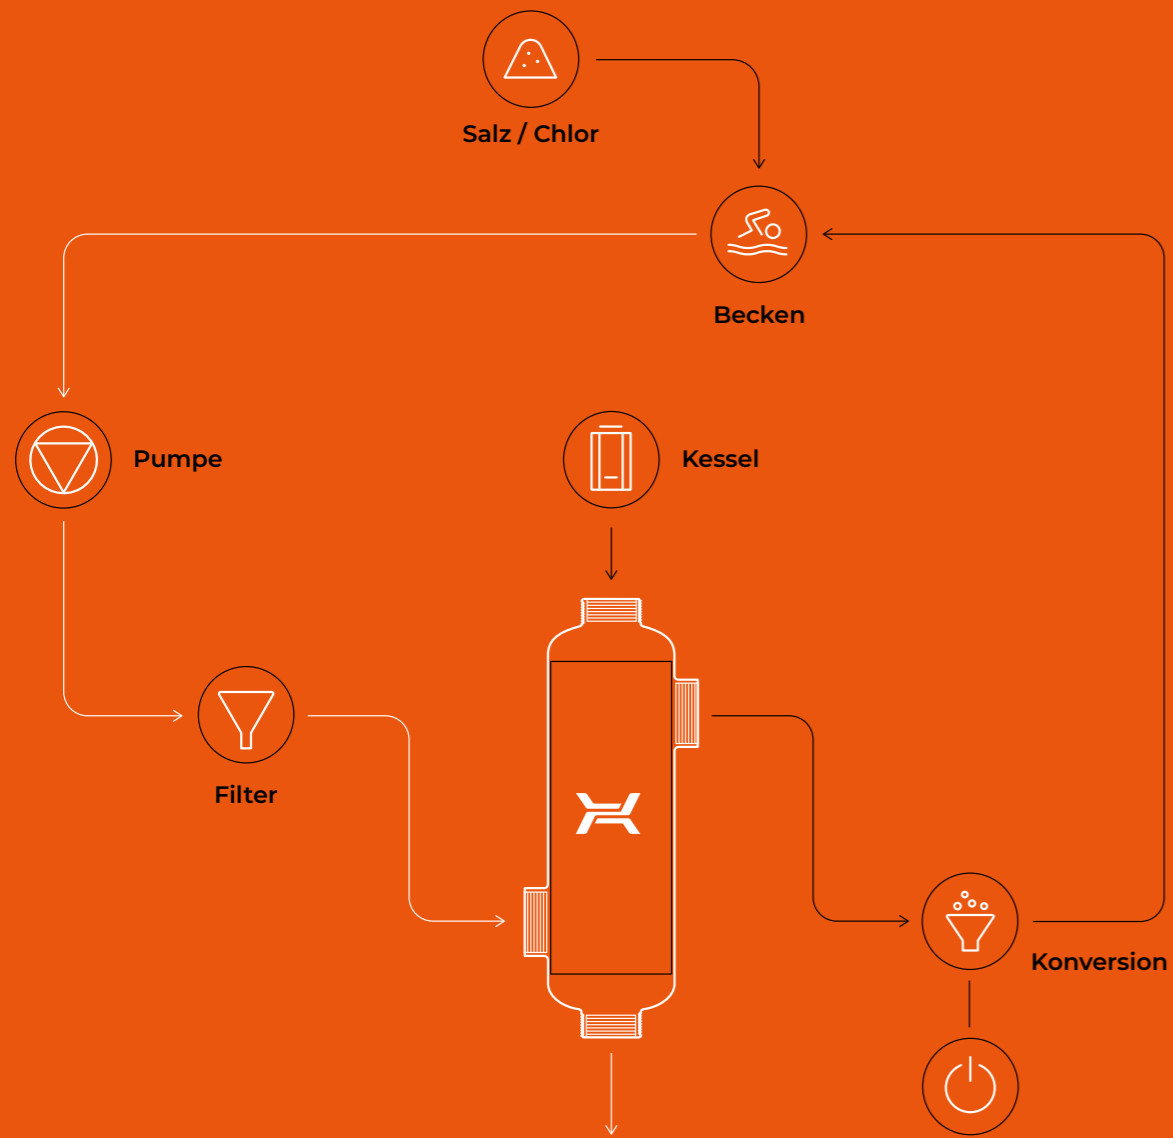 Salz / Chlor
Becken
Pumpe
Kessel
Filter
Konversion